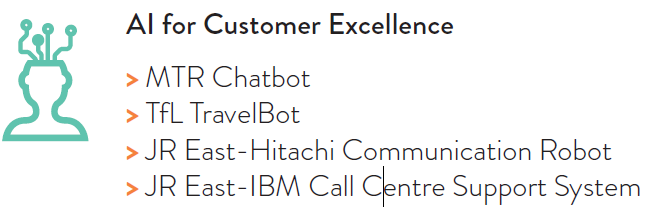 AI for Customer Excellence
> MTR Chatbot
> TfL TravelBot
> JR East-Hitachi Communication Robot
> JR East-IBM Call Centre Support System